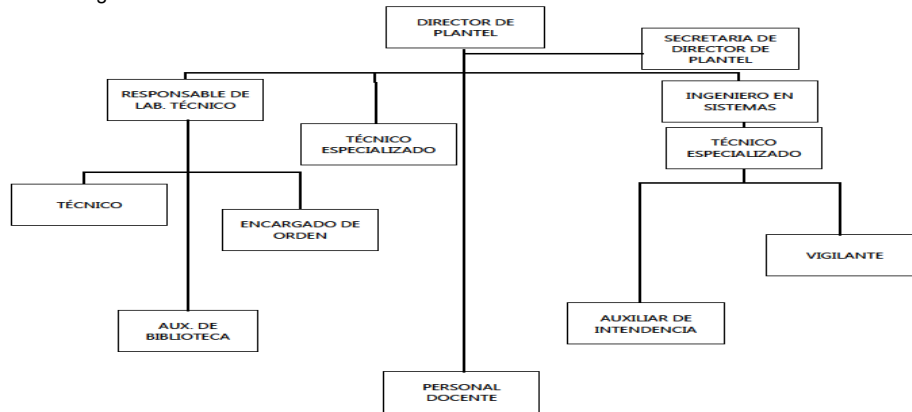 DIRECTOR DE
PLANTEL
SECRETARIA DE
DIRECTOR DE
PLANTEL
RESPONSABLE DE
LAB. TÉCNICO
INGENIERO EN
SISTEMAS
TÉCNICO
ESPECIALIZADO
TÉCNICO
ESPECIALIZADO
TÉCNICO
ENCARGADO DE
ORDEN
VIGILANTE
AUX. DE
BIBLIOTECA
AUXILIAR DE
INTENDENCIA
PERSONAL
DOCENTE